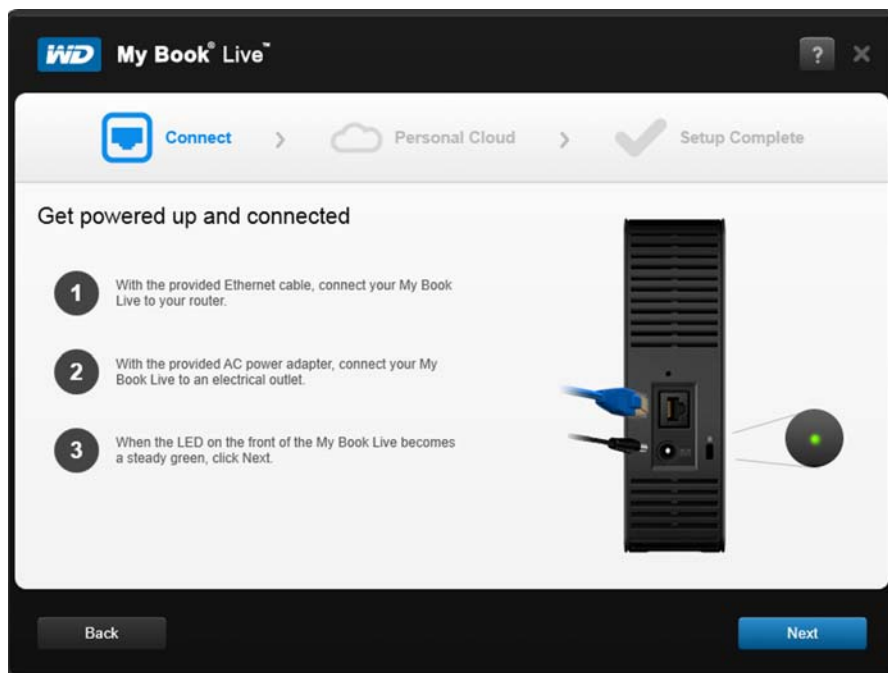 WD My Book® Live™ ?
Connect > Personal Cloud > Setup Complete
Get powered up and connected
1 With the provided Ethernet cable, connect your My Book
Live to your router.
2 With the provided AC power adapter, connect your My
Book Live to an electrical outlet.
3 When the LED on the front of the My Book Live becomes
a steady green, click Next.
Back Next